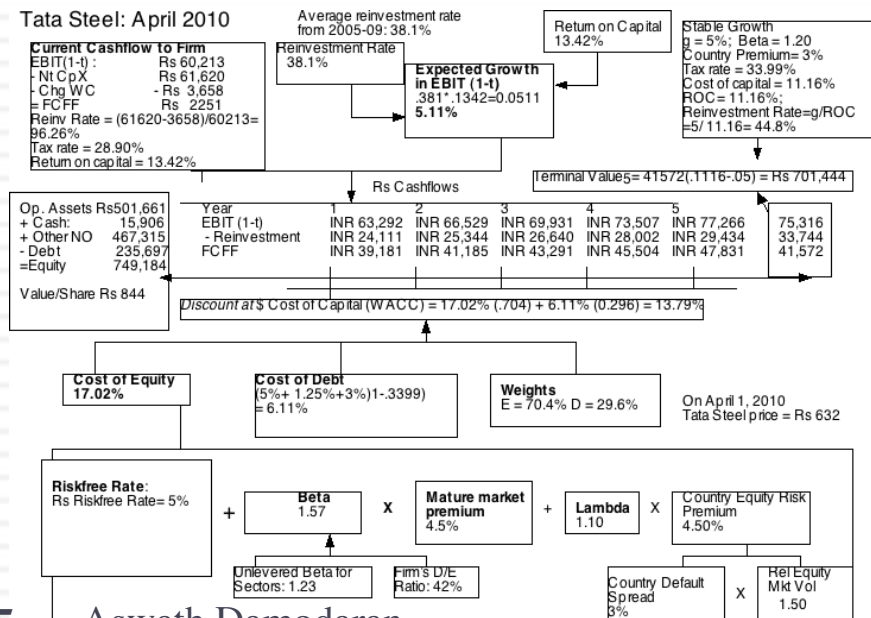 Tata Steel: April 2010
Average reinvestment rate
from 2005-09: 38.1%
Current Cashflow to Firm
EBIT(1-t) : Rs 60,213
- Nt CpX Rs 61,620
- Chg WC - Rs 3,658
= FCFF Rs 2251
Reinv Rate = (61620-3658)/60213=
96.26%
Tax rate = 28.90%
Return on capital = 13.42%
Reinvestment Rate
38.1%
Expected Growth
in EBIT (1-t)
.381*.1342=0.0511
5.11%
Return on Capital
13.42%
Stable Growth
g = 5%; Beta = 1.20
Country Premium= 3%
Tax rate = 33.99%
Cost of capital = 11.16%
ROC= 11.16%;
Reinvestment Rate=g/ROC
=5/ 11.16= 44.8%
Terminal Value5= 41572(.1116-.05) = Rs 701,444
Rs Cashflows
Op. Assets Rs501,661
+ Cash: 15,906
+ Other NO 467,315
- Debt 235,697
=Equity 749,184
Value/Share Rs 844
Year 1 2 3 4 5
EBIT (1-t) INR 63,292 INR 66,529 INR 69,931 INR 73,507 INR 77,266 75,316
- Reinvestment INR 24,111 INR 25,344 INR 26,640 INR 28,002 INR 29,434 33,744
FCFF INR 39,181 INR 41,185 INR 43,291 INR 45,504 INR 47,831 41,572
Discount at $ Cost of Capital (WACC) = 17.02% (.704) + 6.11% (0.296) = 13.79%
Cost of Equity
17.02%
Cost of Debt
(5%+ 1.25%+3%)1-.3399)
= 6.11%
Weights
E = 70.4% D = 29.6%
On April 1, 2010
Tata Steel price = Rs 632
Riskfree Rate:
Rs Riskfree Rate= 5%
+
Beta
1.57
X
Mature market
premium
4.5%
+
Lambda
1.10
X
Country Equity Risk
Premium
4.50%
Unlevered Beta for
Sectors: 1.23
Firm's D/E
Ratio: 42%
Country Default
Spread
3%
X
Rel Equity
Mkt Vol
1.50
Aswath Damodaran